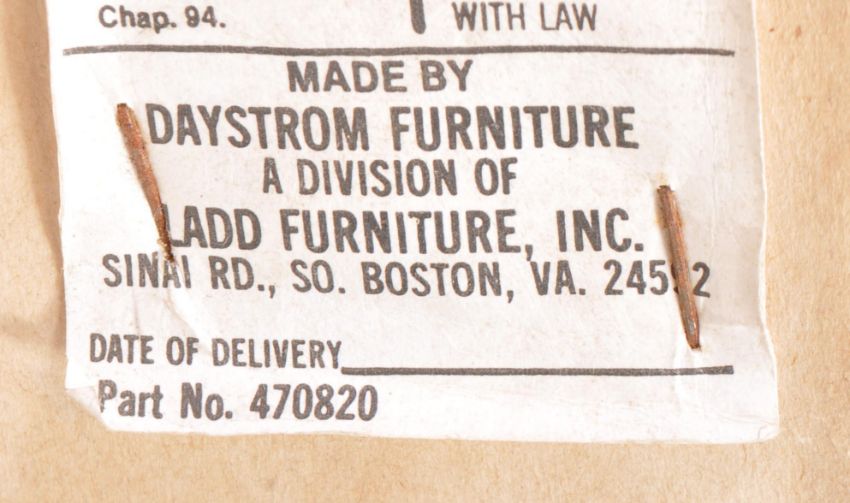 Chap. 94.
WITH LAW
MADE BY
DAYSTROM FURNITURE
A DIVISION OF
LADD FURNITURE, INC.
SINAI RD., SO. BOSTON, VA.
DATE OF DELIVERY
Part No. 470820